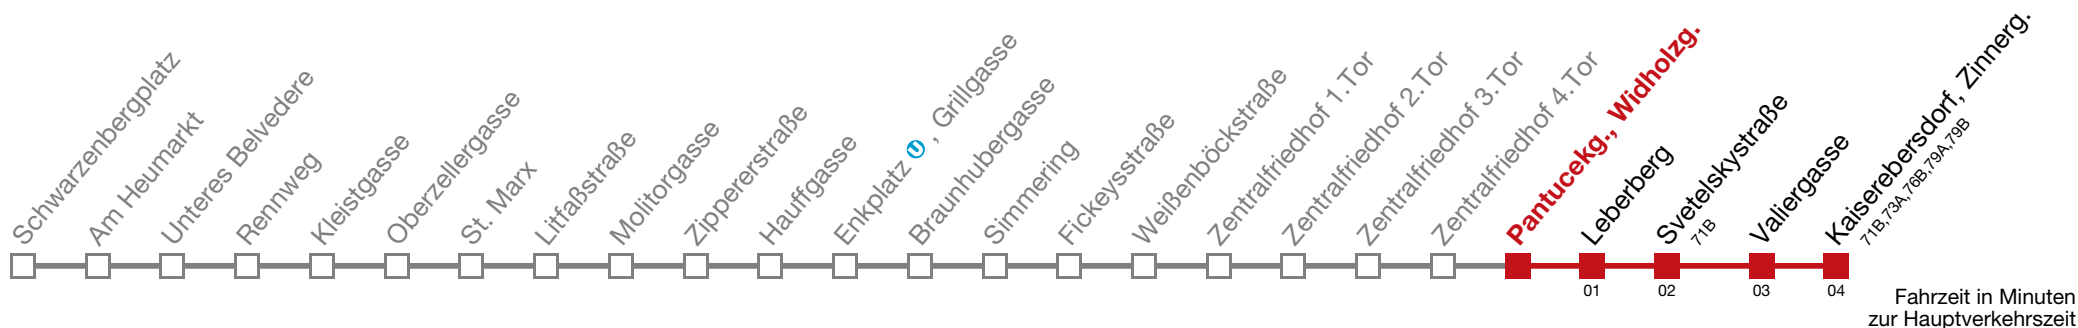 Schwarzenbergplatz
Am Heumarkt
Unteres Belvedere
Rennweg
Kleistgasse
Oberzellergasse
St. Marx
Litfaßstraße
Molitorgasse
Zippererstraße
Hauffgasse
Enkplatz U , Grillgasse
Braunhubergasse
Simmering
Fickeysstraße
Weißenböckstraße
Zentralfriedhof 1.Tor
Zentralfriedhof 2.Tor
Zentralfriedhof 3.Tor
Zentralfriedhof 4.Tor
Pantucekg., Widholzg.
Leberberg
Svetelskystraße
71B
Valiergasse
Kaiserebersdorf, Zinnerg.
71B,73A,76B,79A,79B
01
02
03
04
Fahrzeit in Minuten
zur Hauptverkehrszeit